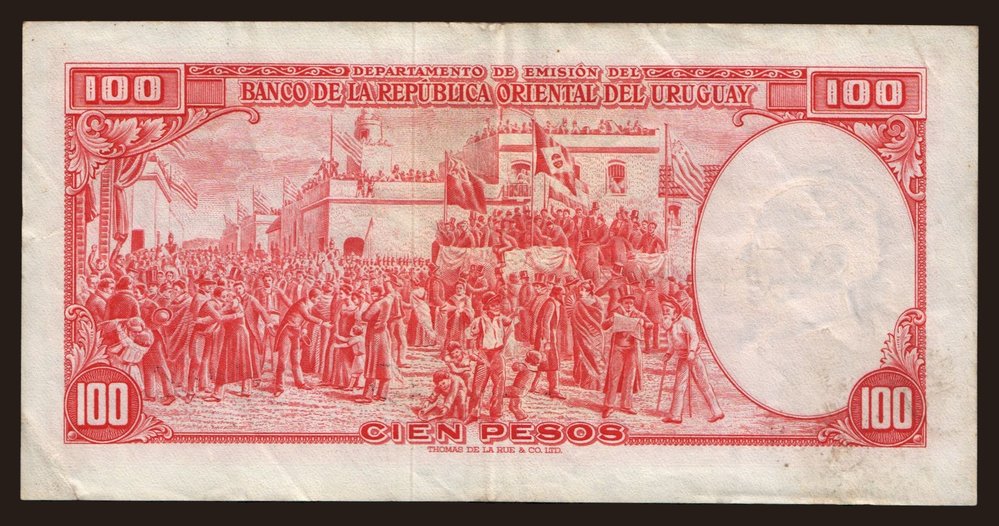 100 DEPARTAMENTO DE EMISIÓN DEL 100
BANCO DE LA REPÚBLICA ORIENTAL DEL URUGUAY
100 CIEN PESOS 100
THOMAS DE LA RUE & CO. LTD.